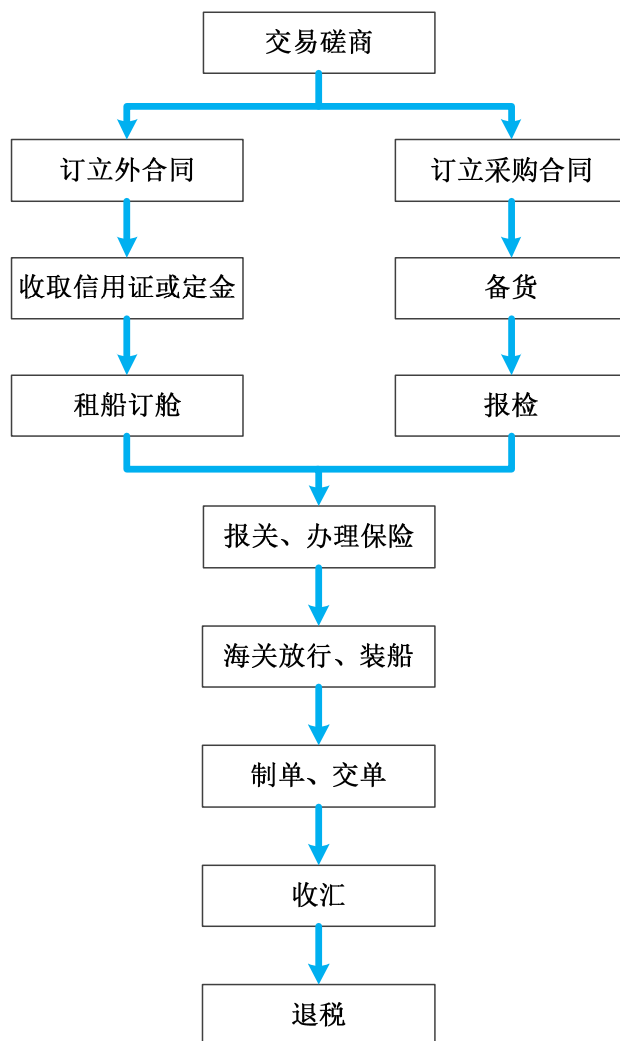 交易磋商
订立外合同
订立采购合同
收取信用证或定金
备货
租船订舱
报检
报关、办理保险
海关放行、装船
制单、交单
收汇
退税